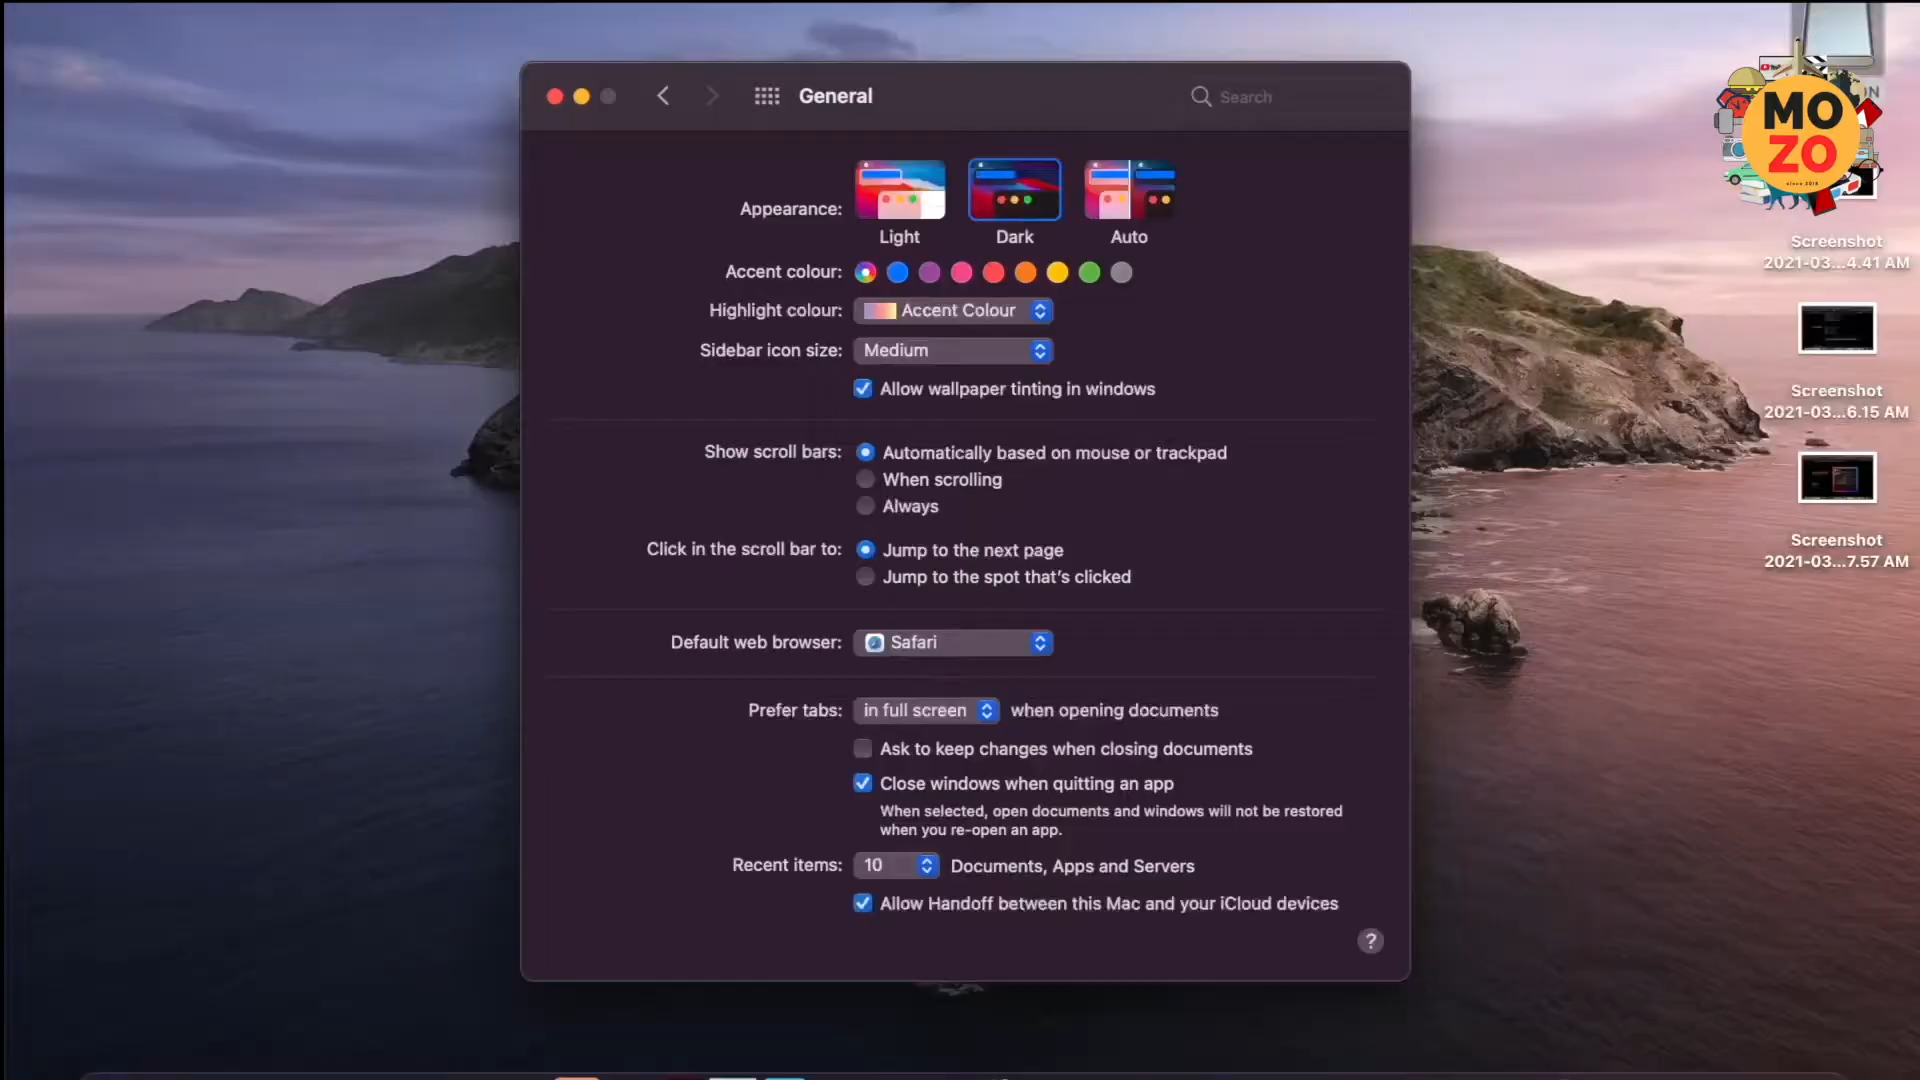 General
Search
Appearance:
Light
Dark
Auto
Accent colour:
Highlight colour:
Accent Colour
Sidebar icon size:
Medium
Allow wallpaper tinting in windows
Show scroll bars:
Automatically based on mouse or trackpad
When scrolling
Always
Click in the scroll bar to:
Jump to the next page
Jump to the spot that's clicked
Default web browser:
Safari
Prefer tabs:
in full screen
when opening documents
Ask to keep changes when closing documents
Close windows when quitting an app
When selected, open documents and windows will not be restored
when you re-open an app.
Recent items:
10
Documents, Apps and Servers
Allow Handoff between this Mac and your iCloud devices
?
MO
ZO
since 2018
Screenshot
2021-03...4.41 AM
Screenshot
2021-03...6.15 AM
Screenshot
2021-03...7.57 AM